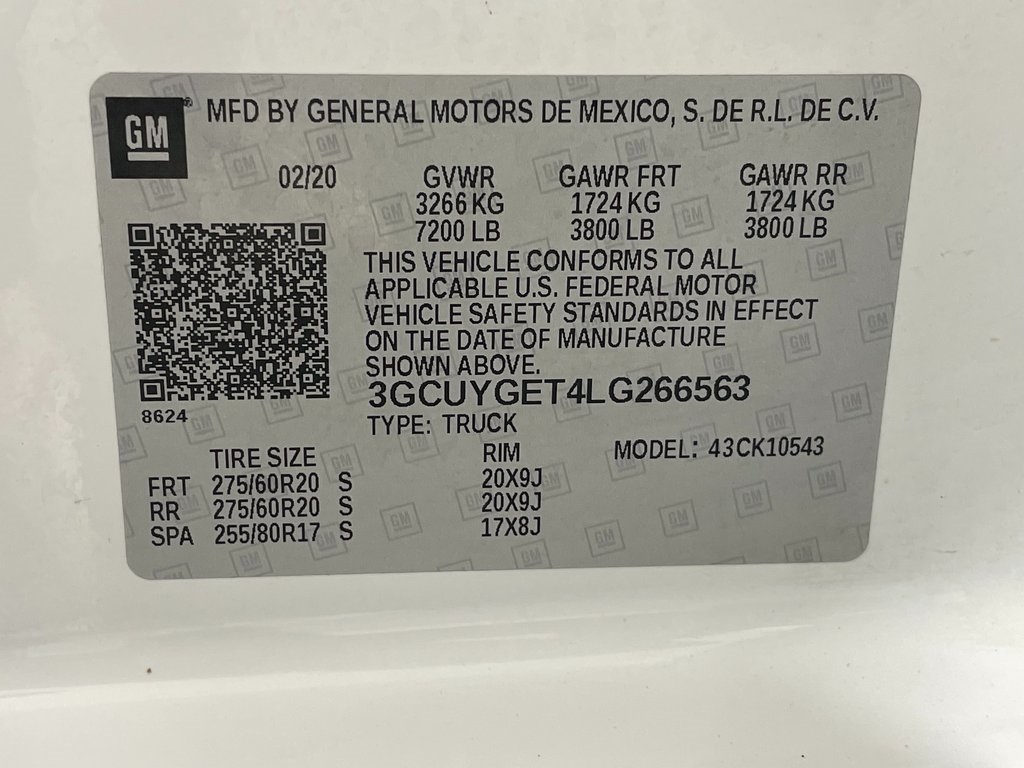 GM® MFD BY GENERAL MOTORS DE MEXICO, S. DE R.L. DE C.V.
02/20 GVWR GAWR FRT GAWR RR
3266 KG 1724 KG 1724 KG
7200 LB 3800 LB 3800 LB
THIS VEHICLE CONFORMS TO ALL
APPLICABLE U.S. FEDERAL MOTOR
VEHICLE SAFETY STANDARDS IN EFFECT
ON THE DATE OF MANUFACTURE
SHOWN ABOVE.
3GCUYGET4LG266563
8624
TYPE: TRUCK
TIRE SIZE RIM MODEL: 43CK10543
FRT 275/60R20 S 20X9J
RR 275/60R20 S 20X9J
SPA 255/80R17 S 17X8J